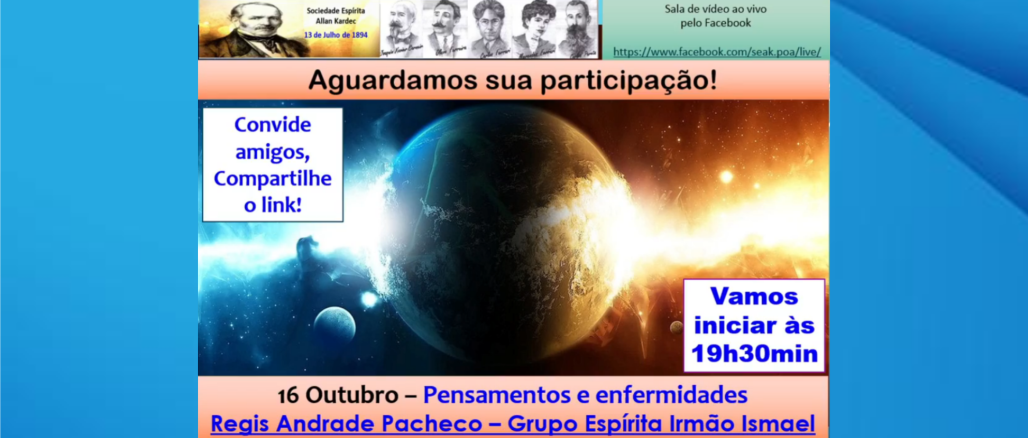 Sociedade Espírita
Allan Kardec
13 de Julho de 1894
Sala de vídeo ao vivo
pelo Facebook
https://www.facebook.com/seak.poa/live/
Aguardamos sua participação!
Convide
amigos,
Compartilhe
o link!
Vamos
iniciar às
19h30min
16 Outubro – Pensamentos e enfermidades
Regis Andrade Pacheco – Grupo Espírita Irmão Ismael